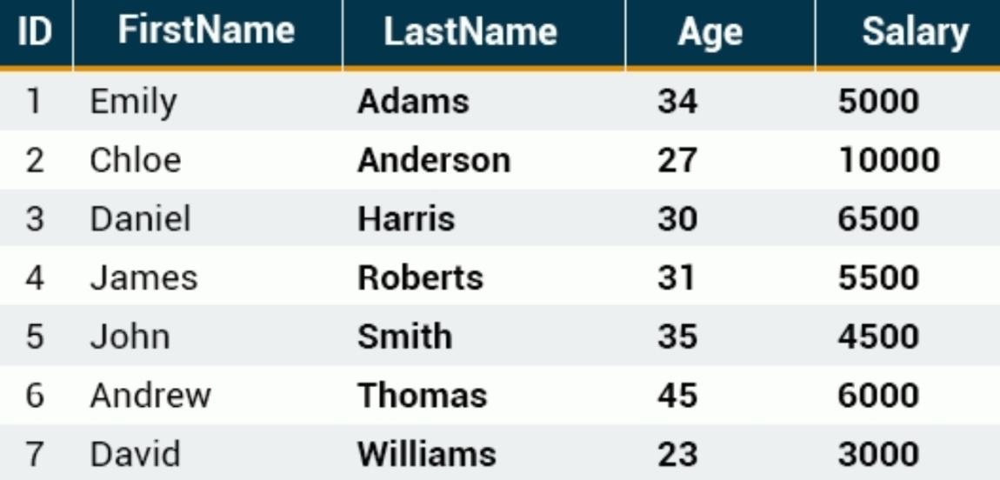 ID FirstName LastName Age Salary
1 Emily Adams 34 5000
2 Chloe Anderson 27 10000
3 Daniel Harris 30 6500
4 James Roberts 31 5500
5 John Smith 35 4500
6 Andrew Thomas 45 6000
7 David Williams 23 3000